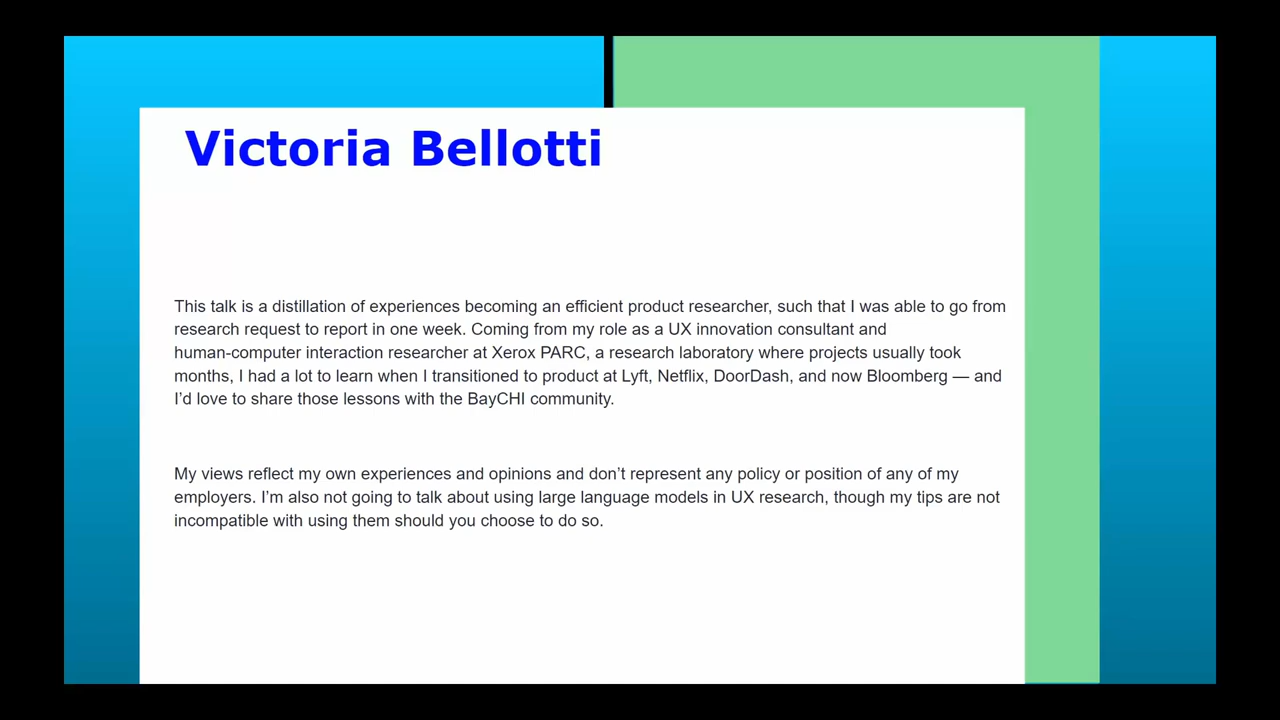 Victoria Bellotti
This talk is a distillation of experiences becoming an efficient product researcher, such that I was able to go from
research request to report in one week. Coming from my role as a UX innovation consultant and
human-computer interaction researcher at Xerox PARC, a research laboratory where projects usually took
months, I had a lot to learn when I transitioned to product at Lyft, Netflix, DoorDash, and now Bloomberg — and
I’d love to share those lessons with the BayCHI community.
My views reflect my own experiences and opinions and don’t represent any policy or position of any of my
employers. I’m also not going to talk about using large language models in UX research, though my tips are not
incompatible with using them should you choose to do so.